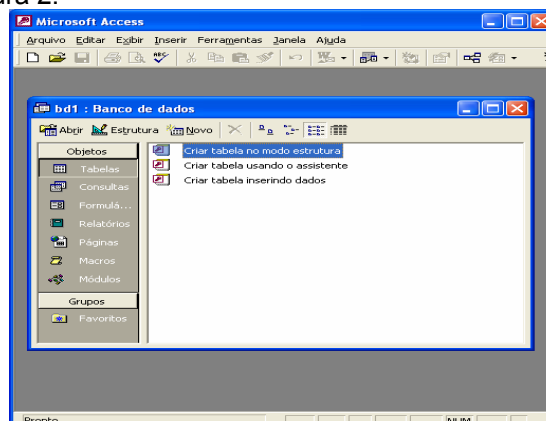 Microsoft Access
Arquivo Editar Exibir Inserir Ferramentas Janela Ajuda
bd1 : Banco de dados
Abrir Estrutura Novo
Objetos
Tabelas
Consultas
Formulá...
Relatórios
Páginas
Macros
Módulos
Grupos
Favoritos
Criar tabela no modo estrutura
Criar tabela usando o assistente
Criar tabela inserindo dados
Pronto
NUM